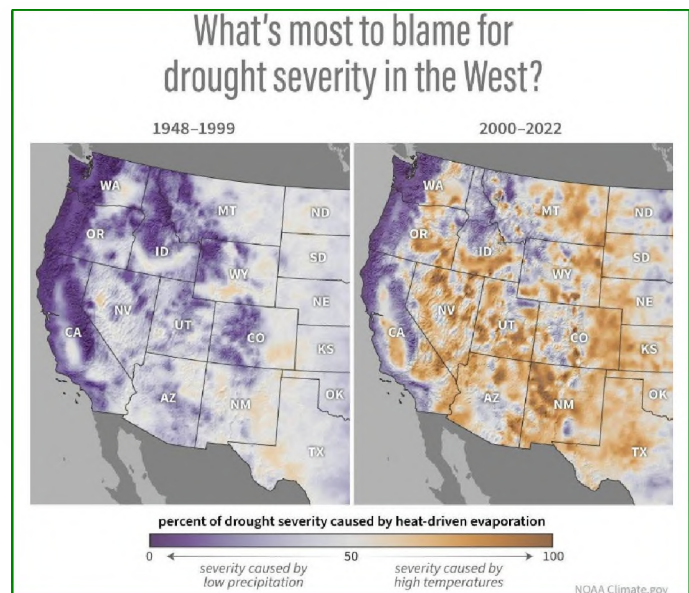 What's most to blame for
drought severity in the West?
1948–1999
2000–2022
WA
MT
ND
OR
ID
SD
WY
NE
NV
UT
CO
CA
KS
AZ
NM
OK
TX
WA
MT
ND
OR
ID
SD
WY
NE
NV
UT
CO
CA
KS
AZ
NM
OK
TX
percent of drought severity caused by heat-driven evaporation
0
50
100
severity caused by
low precipitation
severity caused by
high temperatures
NOAA Climate.gov